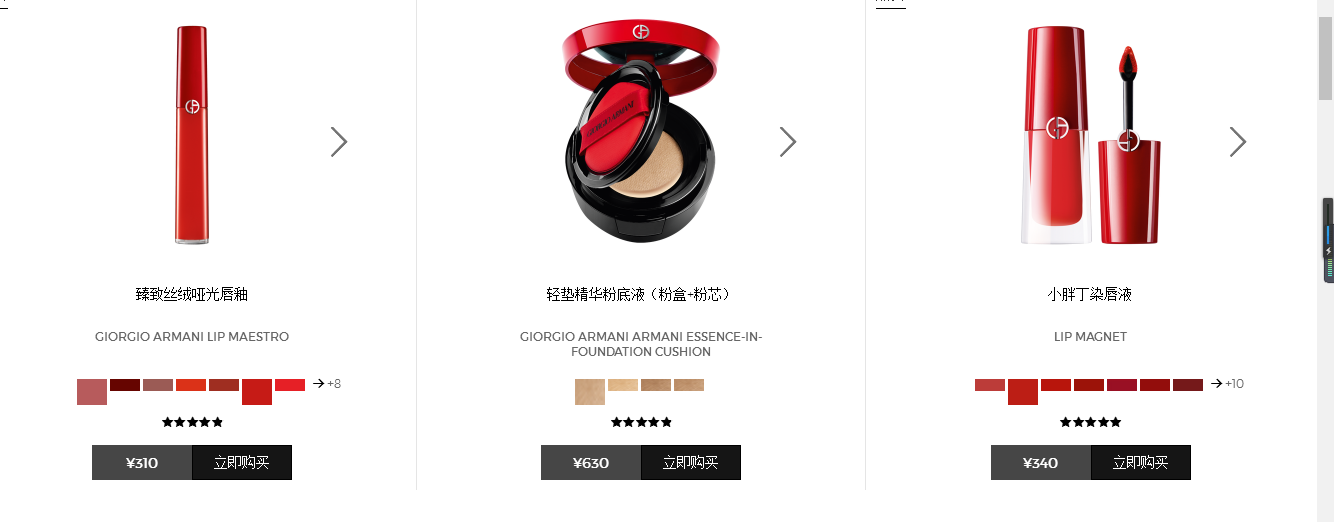 臻致丝绒哑光唇釉
GIORGIO ARMANI LIP MAESTRO
+8
¥310
立即购买
轻垫精华粉底液（粉盒+粉芯）
GIORGIO ARMANI ARMANI ESSENCE-IN-
FOUNDATION CUSHION
¥630
立即购买
小胖丁染唇液
LIP MAGNET
+10
¥340
立即购买